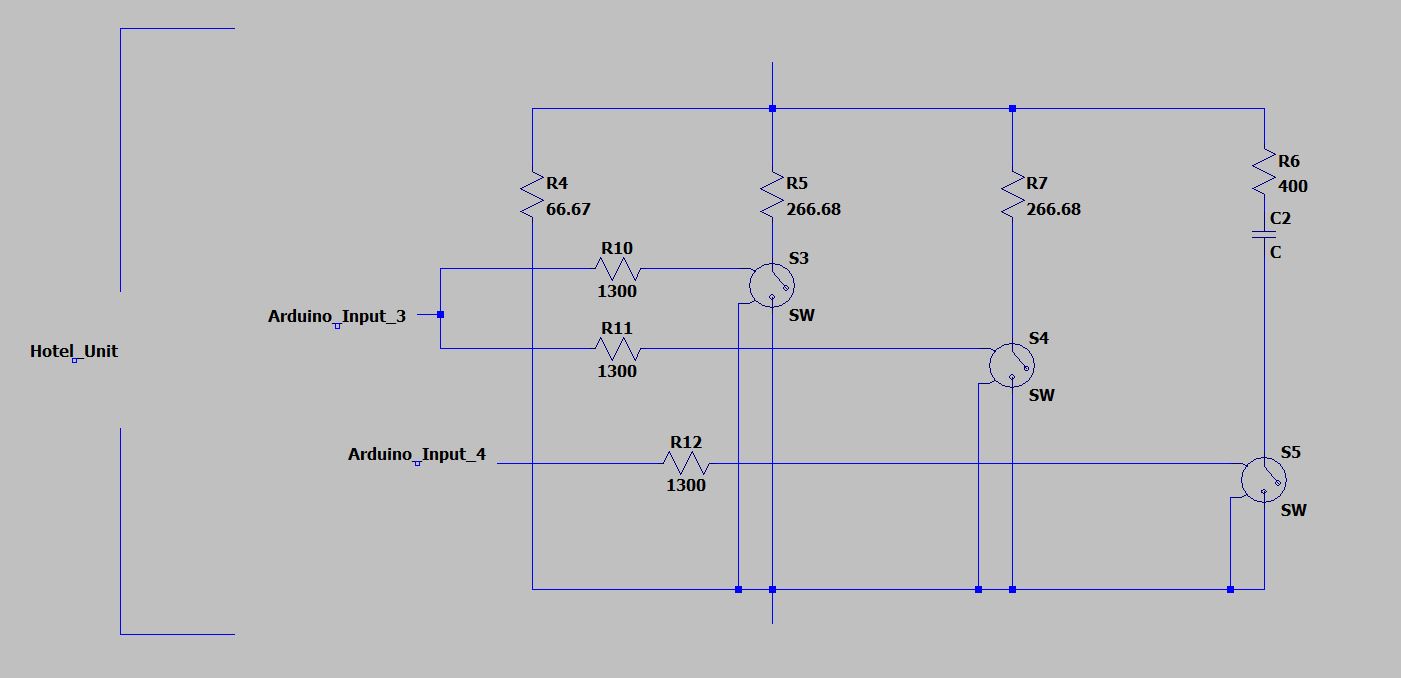 R6
400
R4
66.67
R5
266.68
R7
266.68
C2
C
R10
1300
S3
SW
Arduino_Input_3
R11
1300
S4
SW
Hotel_Unit
Arduino_Input_4
R12
1300
S5
SW